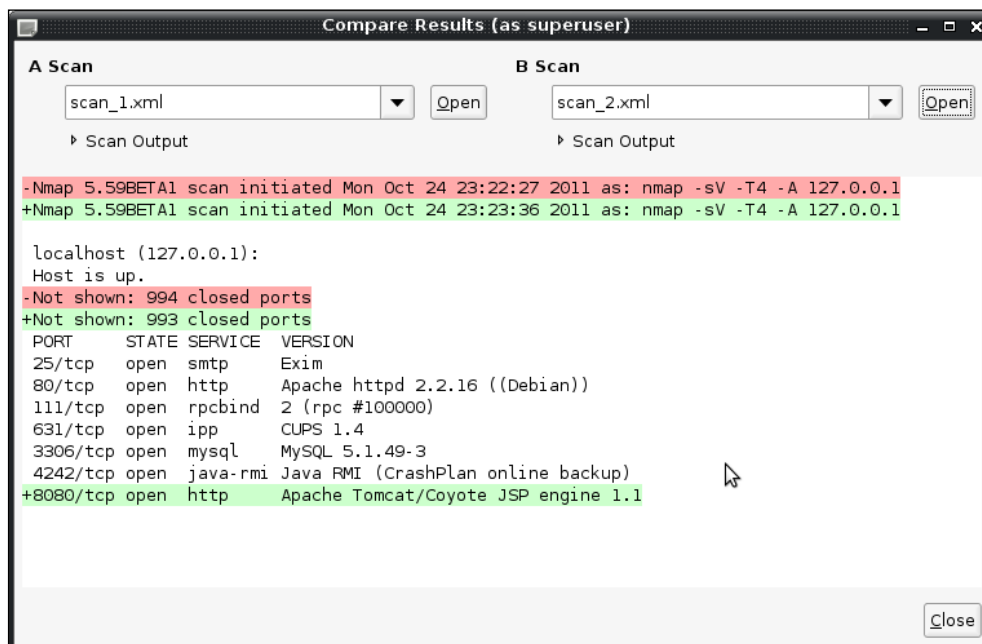 Compare Results (as superuser)
A Scan
B Scan
scan_1.xml
Open
scan_2.xml
Open
Scan Output
Scan Output
-Nmap 5.59BETA1 scan initiated Mon Oct 24 23:22:27 2011 as: nmap -sV -T4 -A 127.0.0.1
+Nmap 5.59BETA1 scan initiated Mon Oct 24 23:23:36 2011 as: nmap -sV -T4 -A 127.0.0.1
localhost (127.0.0.1):
Host is up.
-Not shown: 994 closed ports
+Not shown: 993 closed ports
PORT STATE SERVICE VERSION
25/tcp open smtp Exim
80/tcp open http Apache httpd 2.2.16 ((Debian))
111/tcp open rpcbind 2 (rpc #100000)
631/tcp open ipp CUPS 1.4
3306/tcp open mysql MySQL 5.1.49-3
4242/tcp open java-rmi Java RMI (CrashPlan online backup)
+8080/tcp open http Apache Tomcat/Coyote JSP engine 1.1
Close